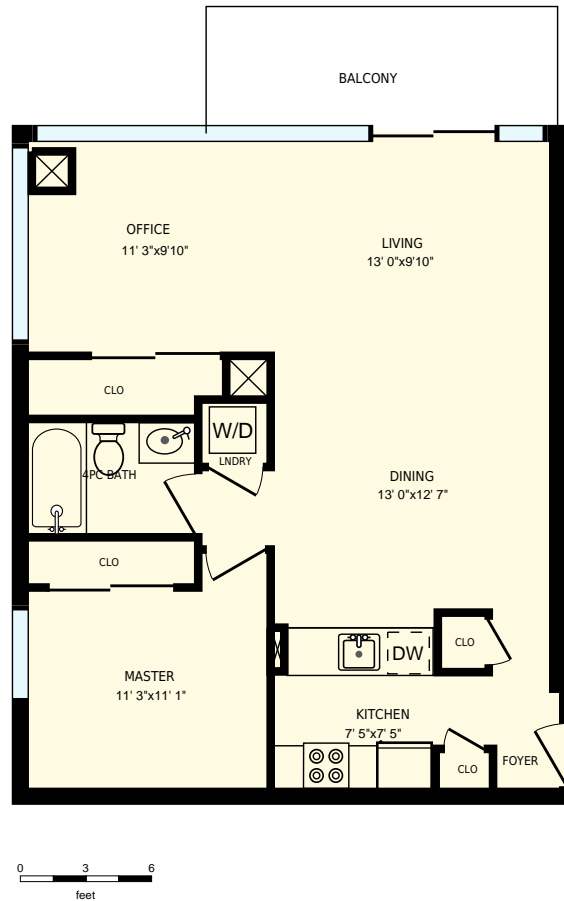 BALCONY
OFFICE
11' 3"x9'10"
LIVING
13' 0"x9'10"
CLO
W/D
LNDRY
4PC BATH
DINING
13' 0"x12' 7"
CLO
CLO
DW
MASTER
11' 3"x11' 1"
KITCHEN
7' 5"x7' 5"
FOYER
CLO
0 3 6
feet